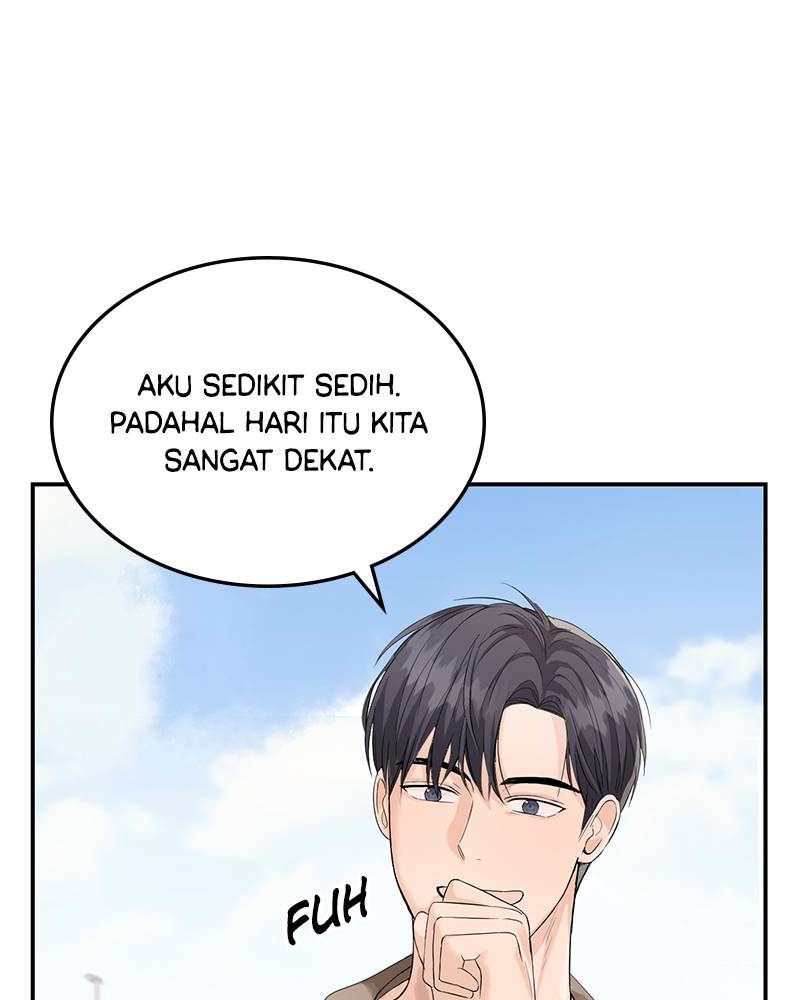 AKU SEDIKIT SEDIH.
PADAHAL HARI ITU KITA
SANGAT DEKAT.
FUH